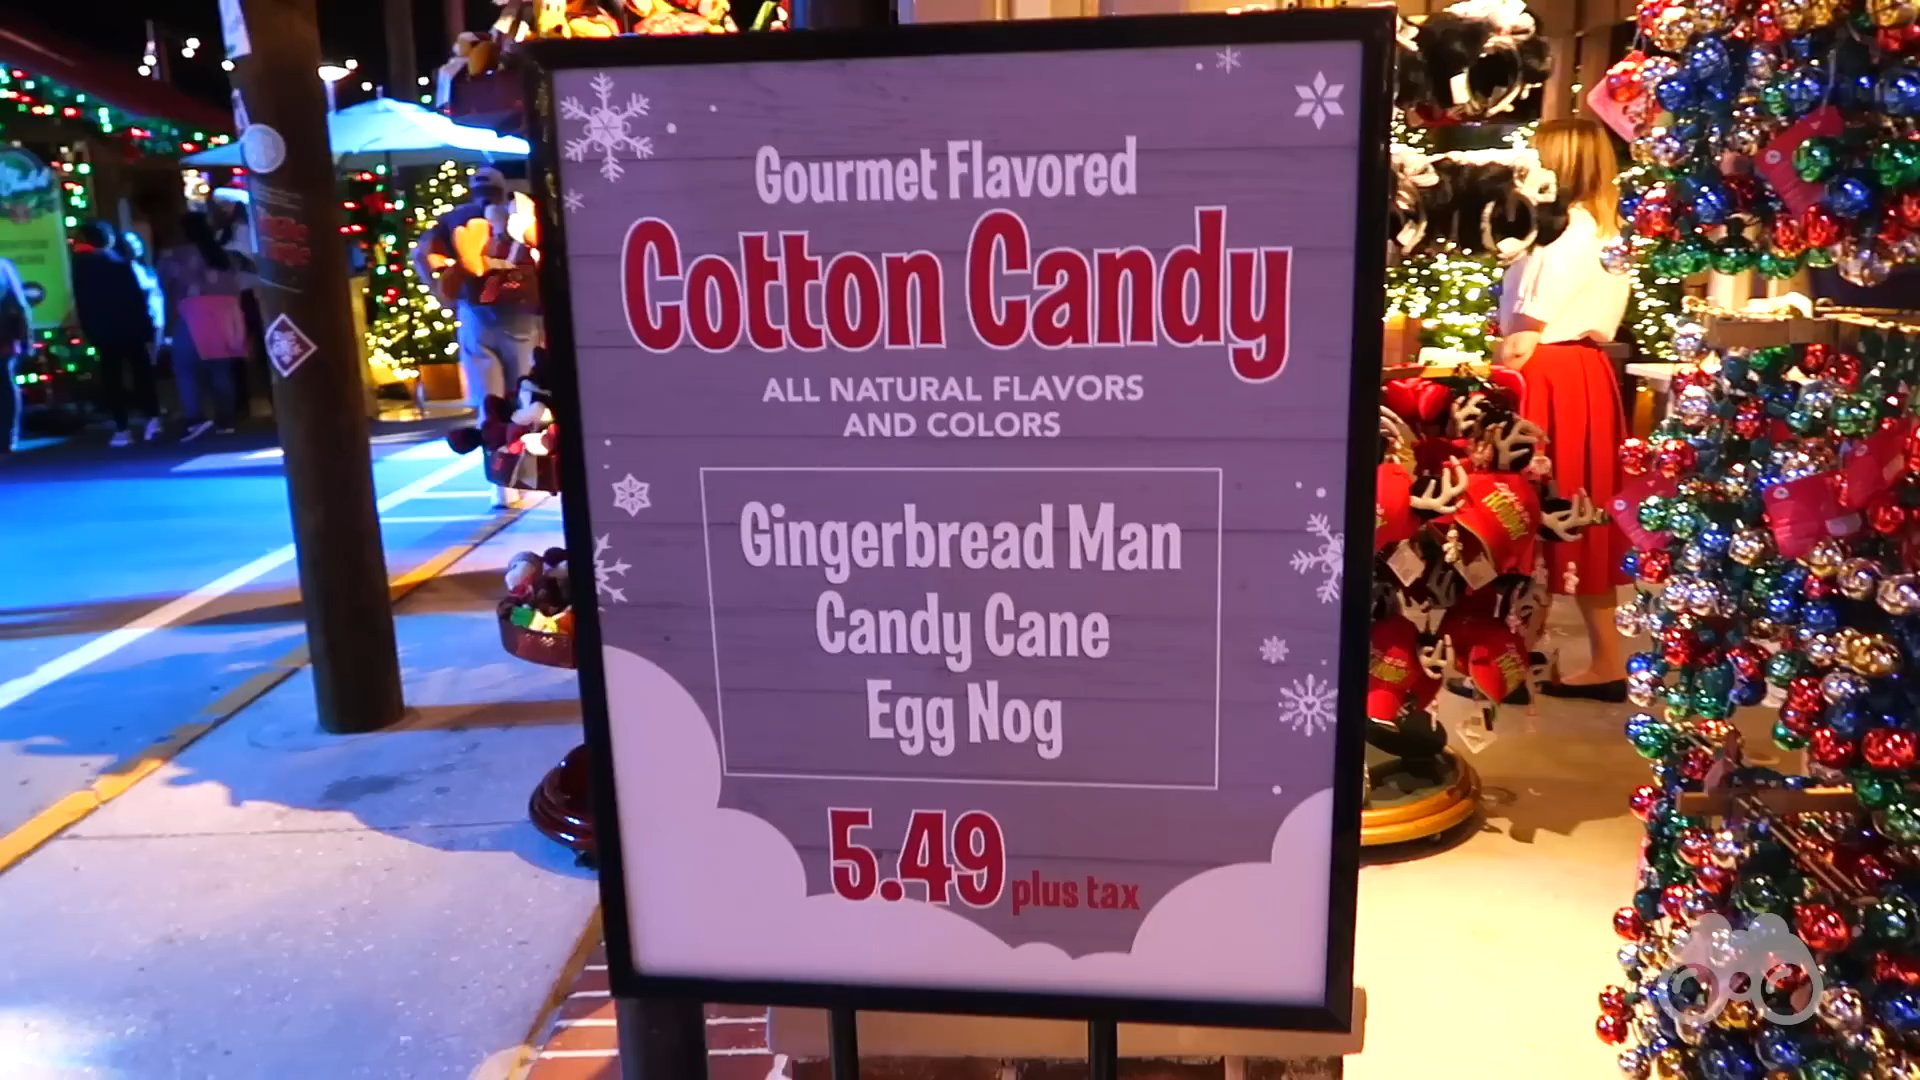 Gourmet Flavored
Cotton Candy
ALL NATURAL FLAVORS
AND COLORS
Gingerbread Man
Candy Cane
Egg Nog
5.49 plus tax